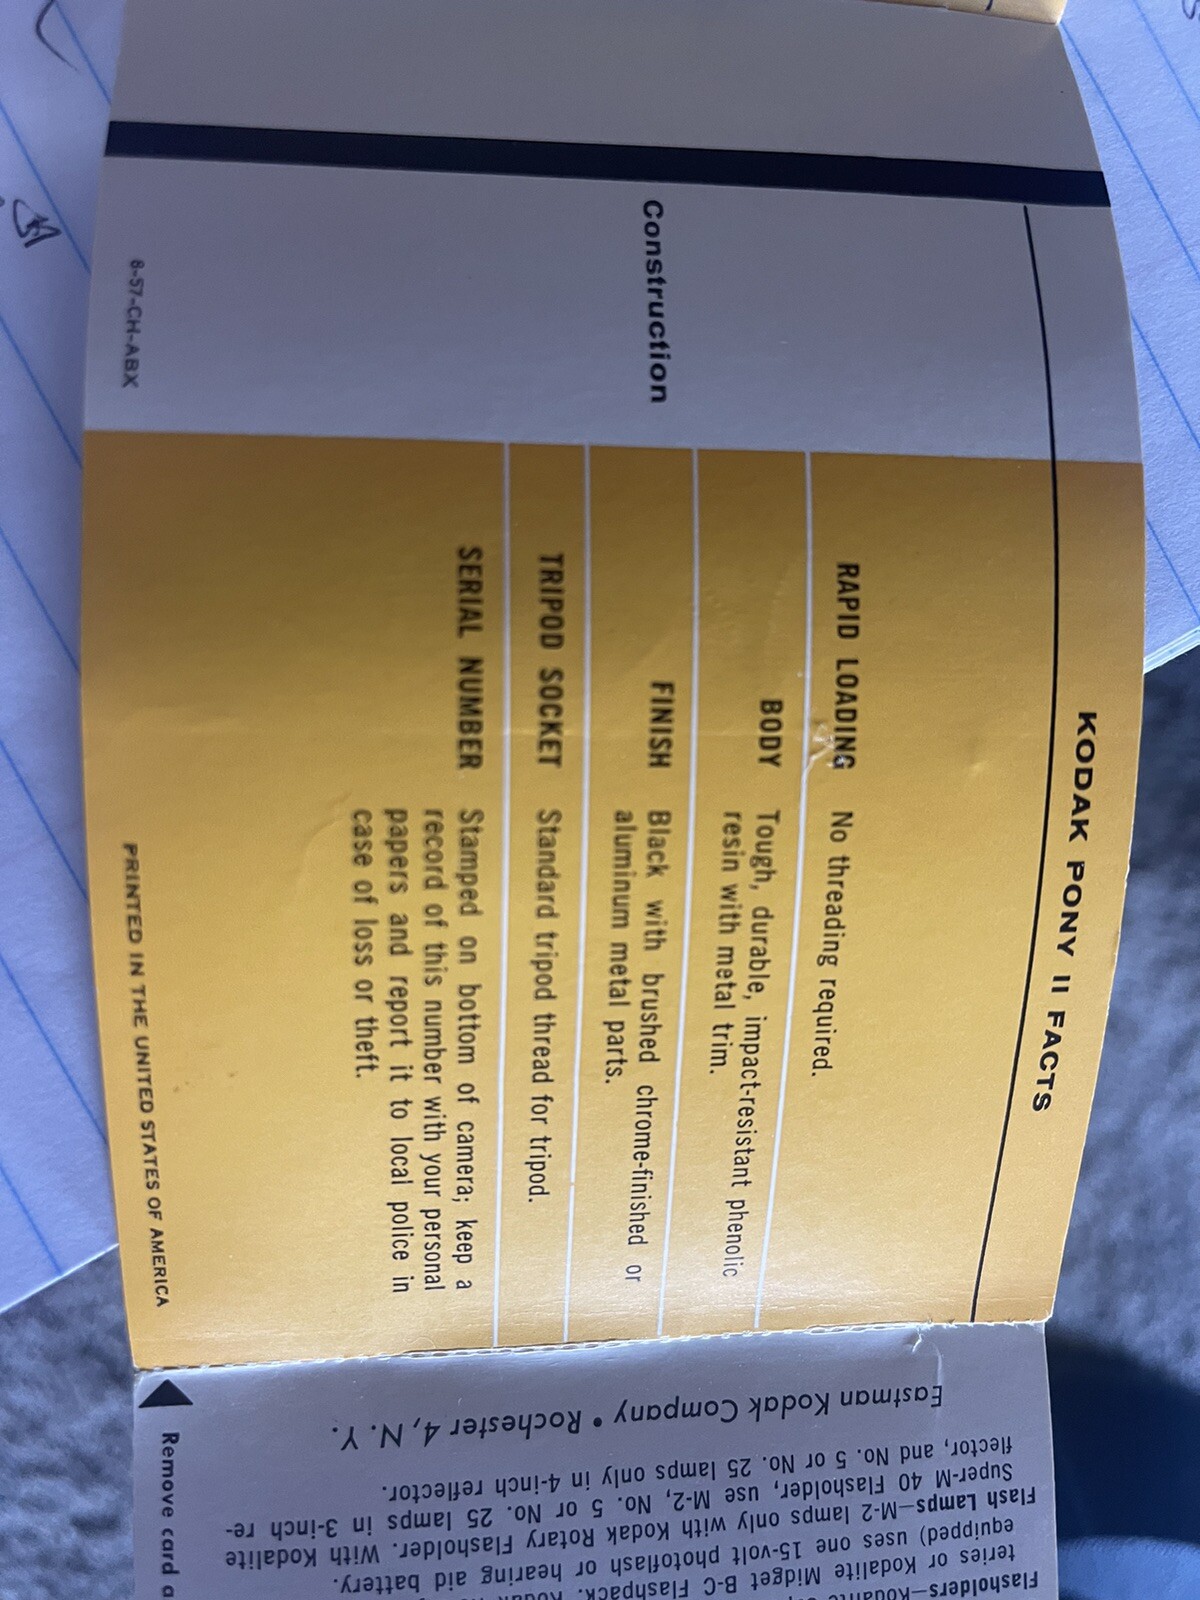 KODAK PONY II FACTS
Construction
RAPID LOADING No threading required.
BODY Tough, durable, impact-resistant phenolic
resin with metal trim.
FINISH Black with brushed chrome-finished or
aluminum metal parts.
TRIPOD SOCKET Standard tripod thread for tripod.
SERIAL NUMBER Stamped on bottom of camera; keep a
record of this number with your personal
papers and report it to local police in
case of loss or theft.
8-57-CH-ABX
PRINTED IN THE UNITED STATES OF AMERICA
Flasholders—Kodalite
teries or Kodalite Midget B-C Flashpack.
equipped) uses one 15-volt photoflash or hearing aid battery.
Flash Lamps—M-2 lamps only with Kodak Rotary Flasholder. With Kodalite
Super-M 40 Flasholder, use M-2, No. 5 or No. 25 lamps in 3-inch re-
flector, and No. 5 or No. 25 lamps only in 4-inch reflector.
Eastman Kodak Company • Rochester 4, N. Y.
Remove card a